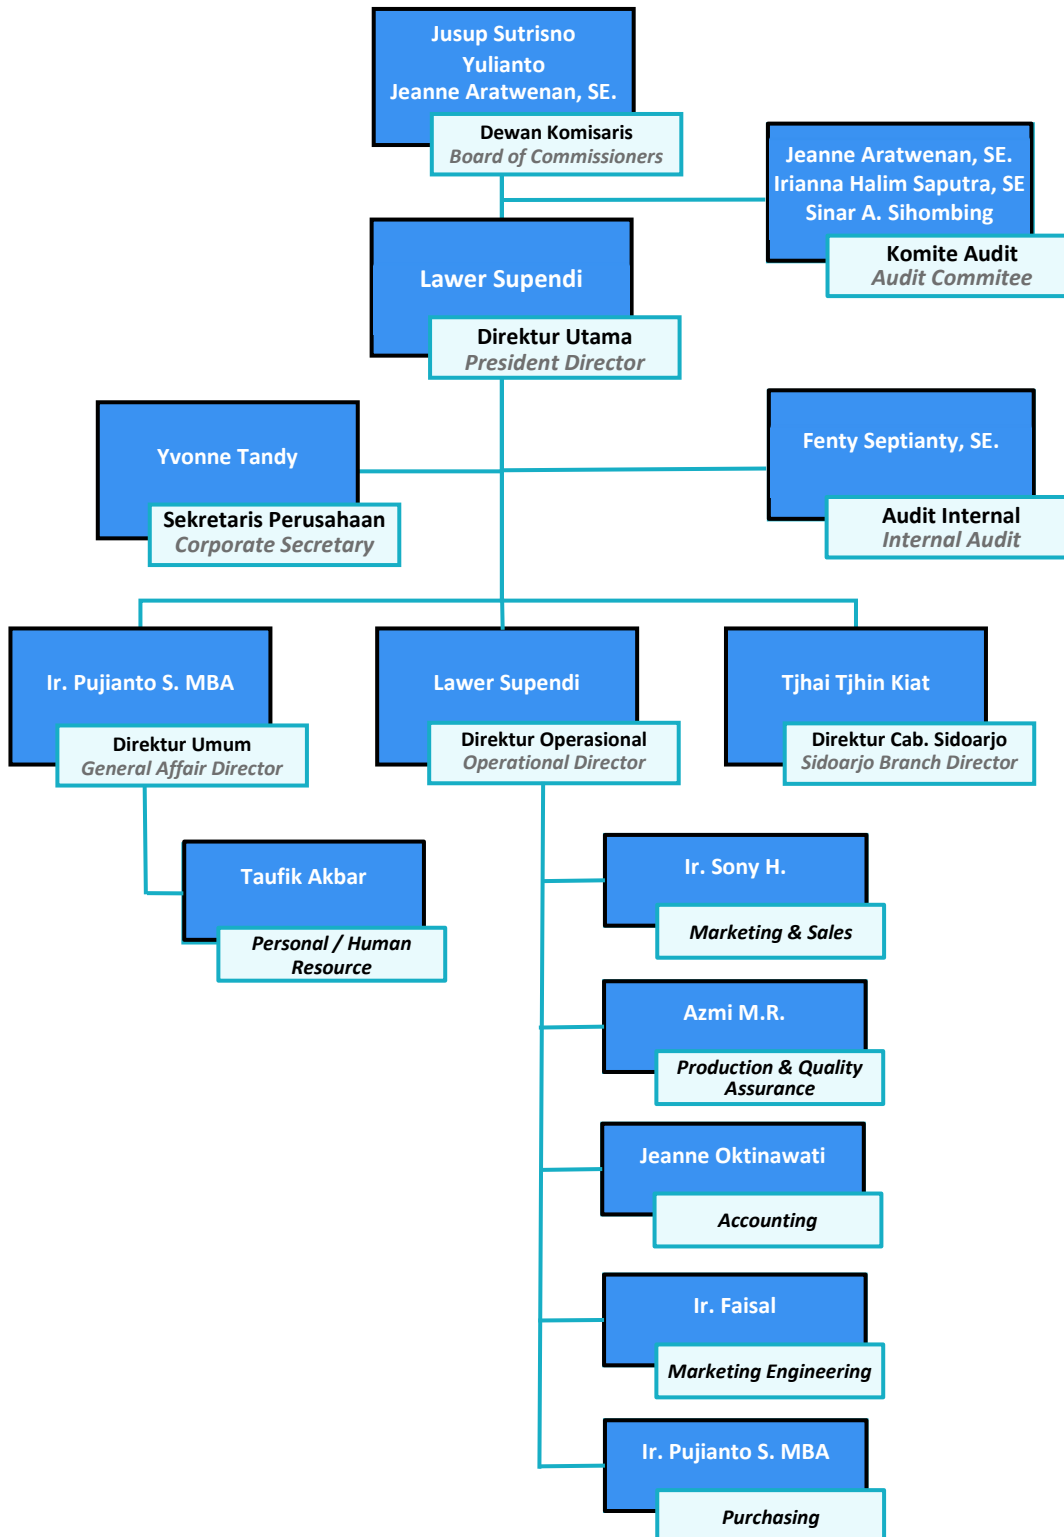 Jusup Sutrisno
Yulianto
Jeanne Aratwenan, SE.
Dewan Komisaris
Board of Commissioners
Jeanne Aratwenan, SE.
Irianna Halim Saputra, SE
Sinar A. Sihombing
Komite Audit
Audit Commitee
Lawer Supendi
Direktur Utama
President Director
Yvonne Tandy
Sekretaris Perusahaan
Corporate Secretary
Fenty Septianty, SE.
Audit Internal
Internal Audit
Ir. Pujianto S. MBA
Direktur Umum
General Affair Director
Lawer Supendi
Direktur Operasional
Operational Director
Tjhai Tjhin Kiat
Direktur Cab. Sidoarjo
Sidoarjo Branch Director
Taufik Akbar
Personal / Human
Resource
Ir. Sony H.
Marketing & Sales
Azmi M.R.
Production & Quality
Assurance
Jeanne Oktinawati
Accounting
Ir. Faisal
Marketing Engineering
Ir. Pujianto S. MBA
Purchasing